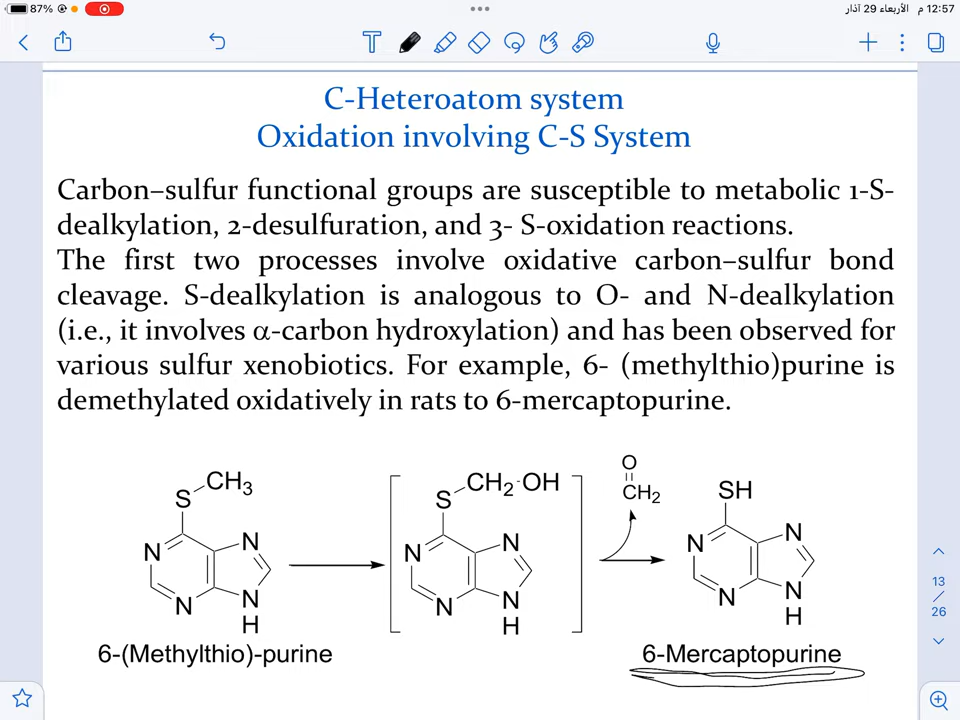 87%
12:57 م الأربعاء 29 آذار
C-Heteroatom system
Oxidation involving C-S System
Carbon–sulfur functional groups are susceptible to metabolic 1-S-
dealkylation, 2-desulfuration, and 3- S-oxidation reactions.
The first two processes involve oxidative carbon–sulfur bond
cleavage. S-dealkylation is analogous to O- and N-dealkylation
(i.e., it involves α-carbon hydroxylation) and has been observed for
various sulfur xenobiotics. For example, 6- (methylthio)purine is
demethylated oxidatively in rats to 6-mercaptopurine.
S CH3 N N N N H
S CH2 OH N N N N H
O CH2
SH N N N N H
6-(Methylthio)-purine
6-Mercaptopurine
13
/
26